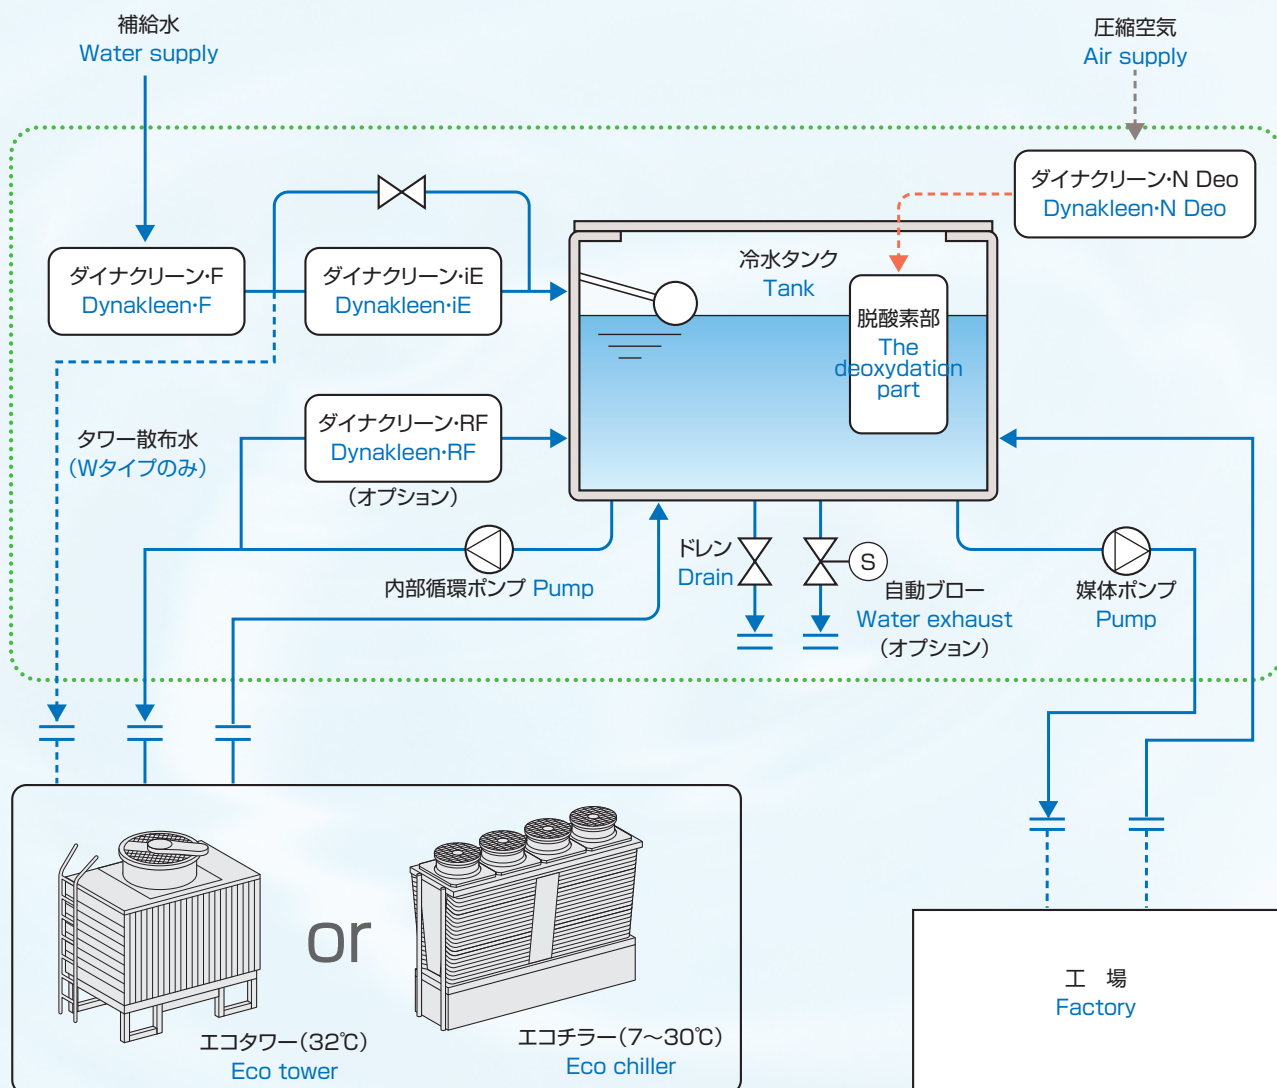 補給水
Water supply
圧縮空気
Air supply
ダイナクリーン・N Deo
Dynakleen・N Deo
ダイナクリーン・F
Dynakleen・F
ダイナクリーン・iE
Dynakleen・iE
冷水タンク
Tank
脱酸素部
The
deoxydation
part
タワー散布水
（Wタイプのみ）
ダイナクリーン・RF
Dynakleen・RF
（オプション）
内部循環ポンプ Pump
ドレン
Drain
S
自動ブロー
Water exhaust
（オプション）
媒体ポンプ
Pump
or
エコタワー（32℃）
Eco tower
エコチラー（7～30℃）
Eco chiller
工 場
Factory